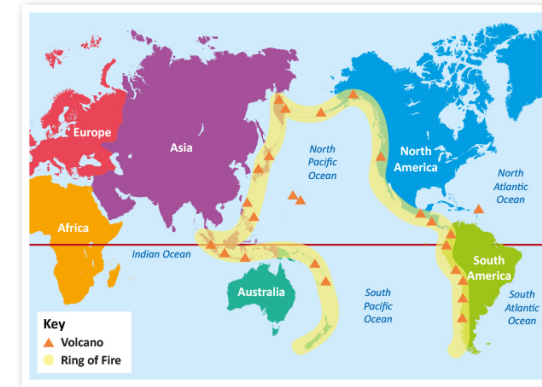 Europe
Asia
North
America
North
Pacific
Ocean
North
Atlantic
Ocean
Africa
Indian Ocean
South
America
Australia
South
Pacific
Ocean
South
Atlantic
Ocean
Key
Volcano
Ring of Fire